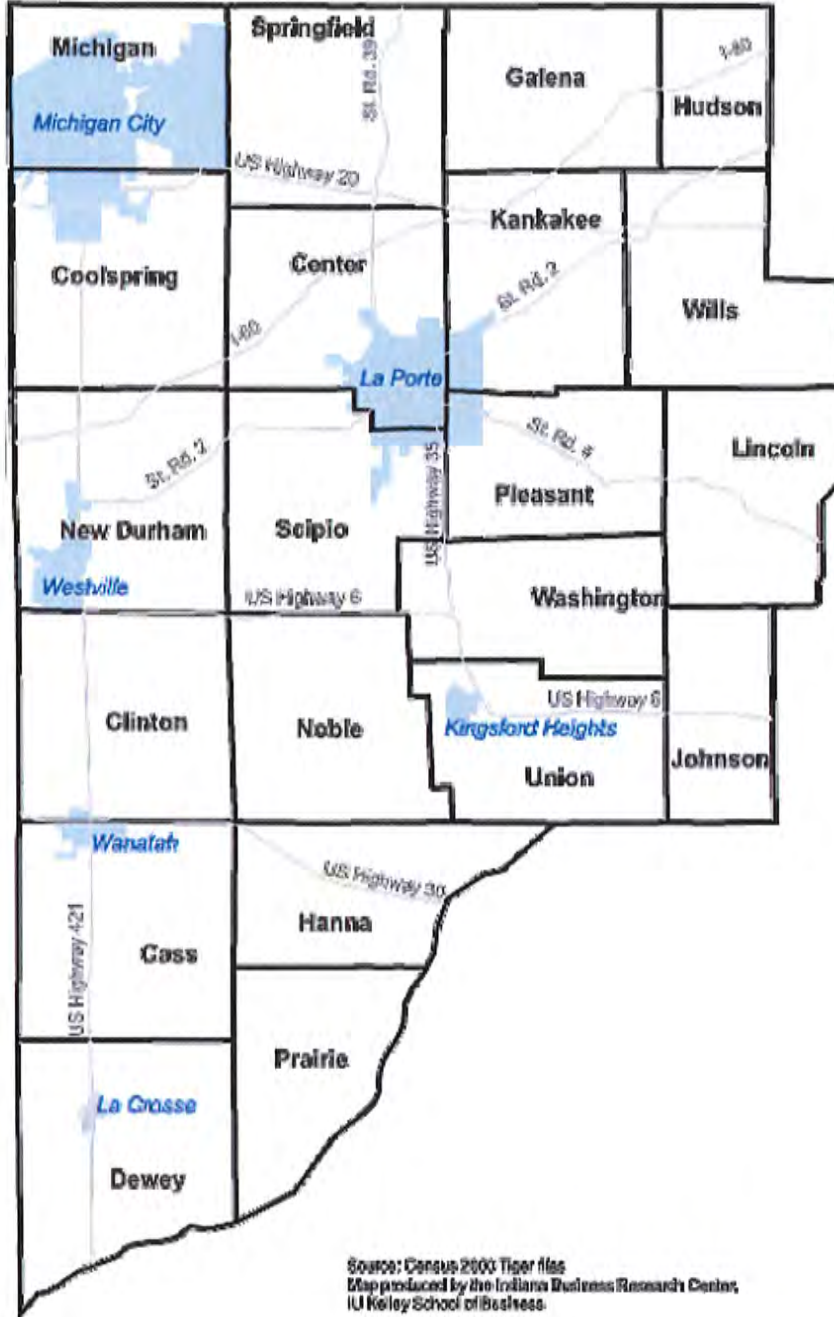 Michigan
Springfield
Galena
Hudson
Michigan City
St. Rd. 39
I-80
US Highway 20
Kankakee
Coolspring
Center
St. Rd. 2
Wills
I-80
La Porte
St. Rd. 2
St. Rd. 4
Lincoln
US Highway 35
Pleasant
New Durham
Scipio
Westville
US Highway 6
Washington
Clinton
Noble
US Highway 6
Kingsford Heights
Union
Johnson
Wanatah
US Highway 30
Hanna
US Highway 421
Cass
Prairie
La Crosse
Dewey
Source: Census 2000 Tiger files
Map produced by the Indiana Business Research Center,
IU Kelley School of Business